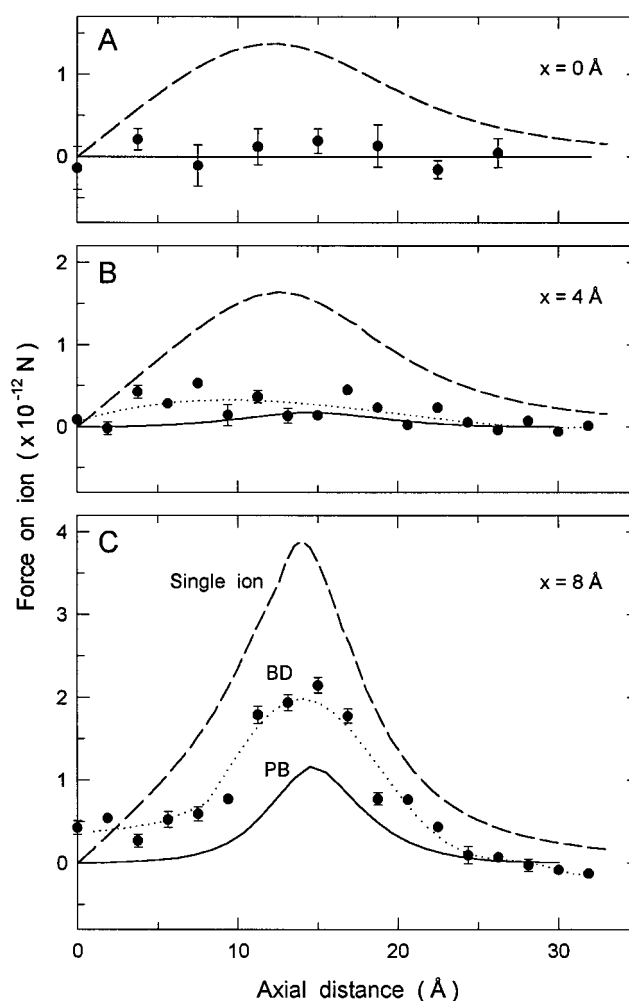 A
x = 0 Å
1
0
B
x = 4 Å
2
1
0
C
x = 8 Å
4
3
2
1
0
Single ion
BD
PB
0
10
20
30
Force on ion ( x 10⁻¹² N )
Axial distance ( Å )